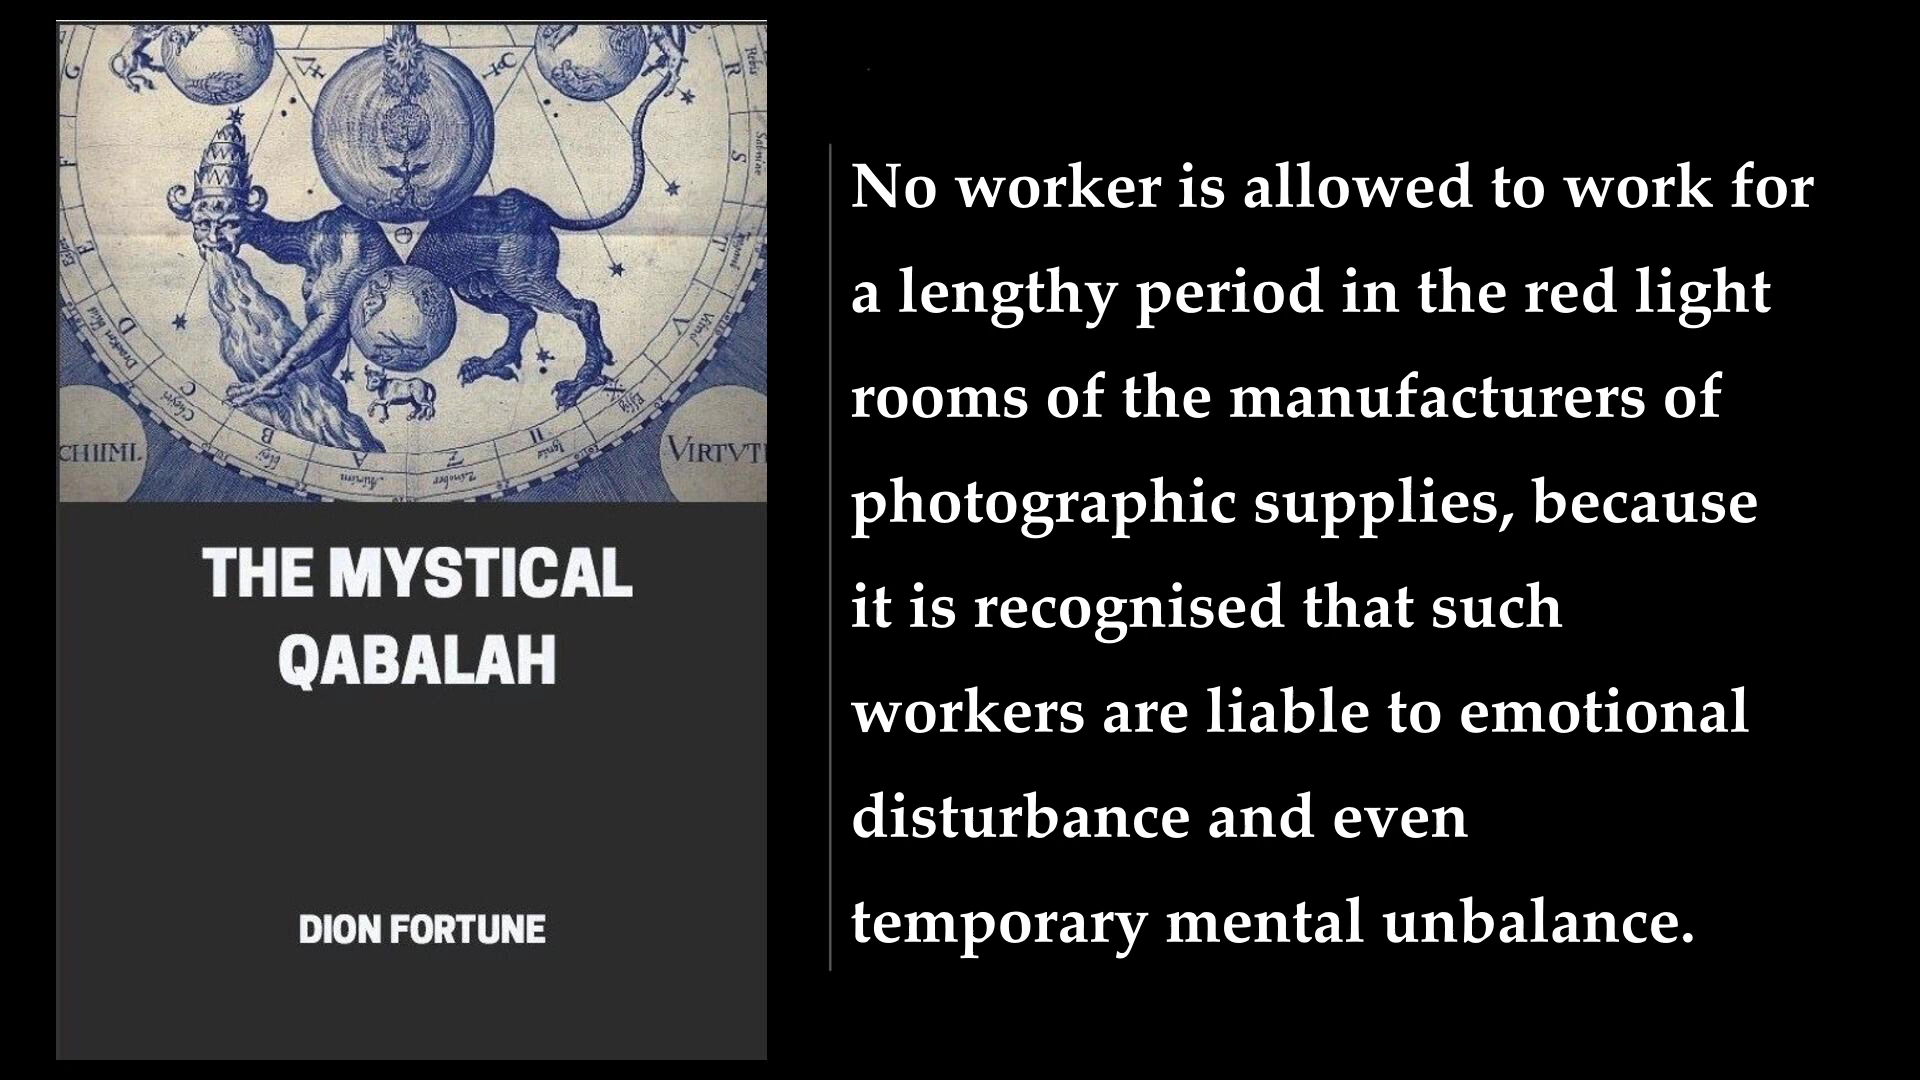 CHIIMI.
VIRTVT
THE MYSTICAL
QABALAH
DION FORTUNE
No worker is allowed to work for
a lengthy period in the red light
rooms of the manufacturers of
photographic supplies, because
it is recognised that such
workers are liable to emotional
disturbance and even
temporary mental unbalance.